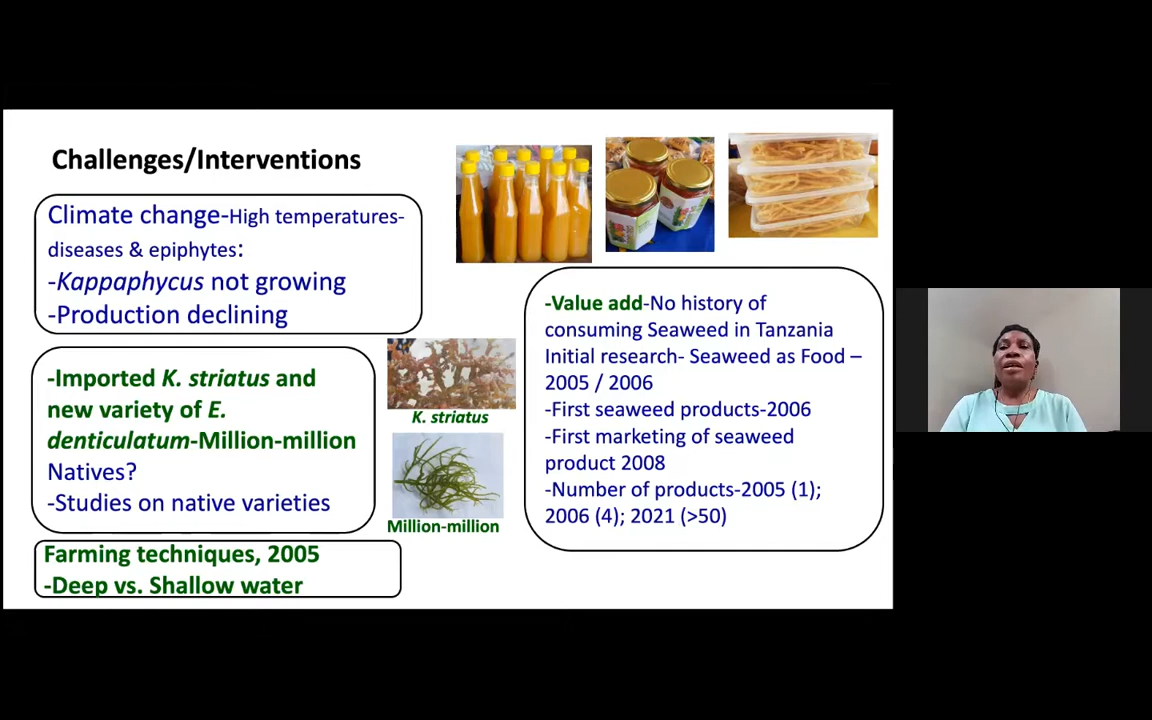 Challenges/Interventions
Climate change-High temperatures-
diseases & epiphytes:
-Kappaphycus not growing
-Production declining
-Imported K. striatus and
new variety of E.
denticulatum-Million-million
Natives?
-Studies on native varieties
Farming techniques, 2005
-Deep vs. Shallow water
K. striatus
Million-million
-Value add-No history of
consuming Seaweed in Tanzania
Initial research- Seaweed as Food –
2005 / 2006
-First seaweed products-2006
-First marketing of seaweed
product 2008
-Number of products-2005 (1);
2006 (4); 2021 (>50)